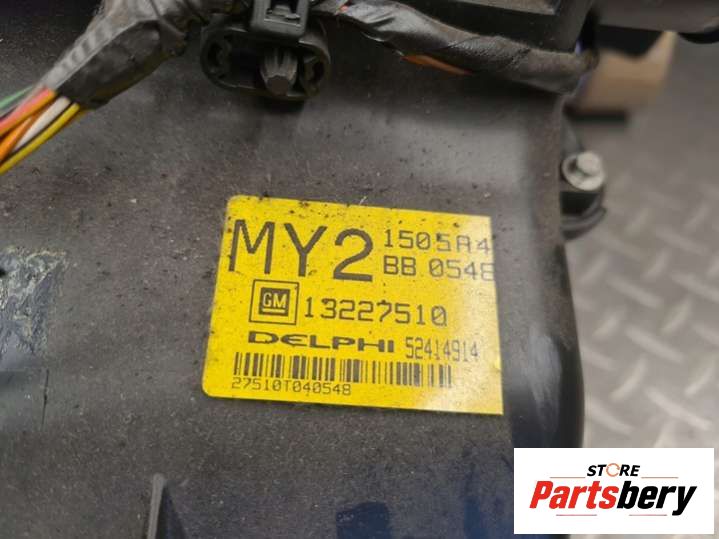 MY2
1505A4
BB 0548
GM 13227510
DELPHI 52414914
27510T040548
STORE
Partsbery